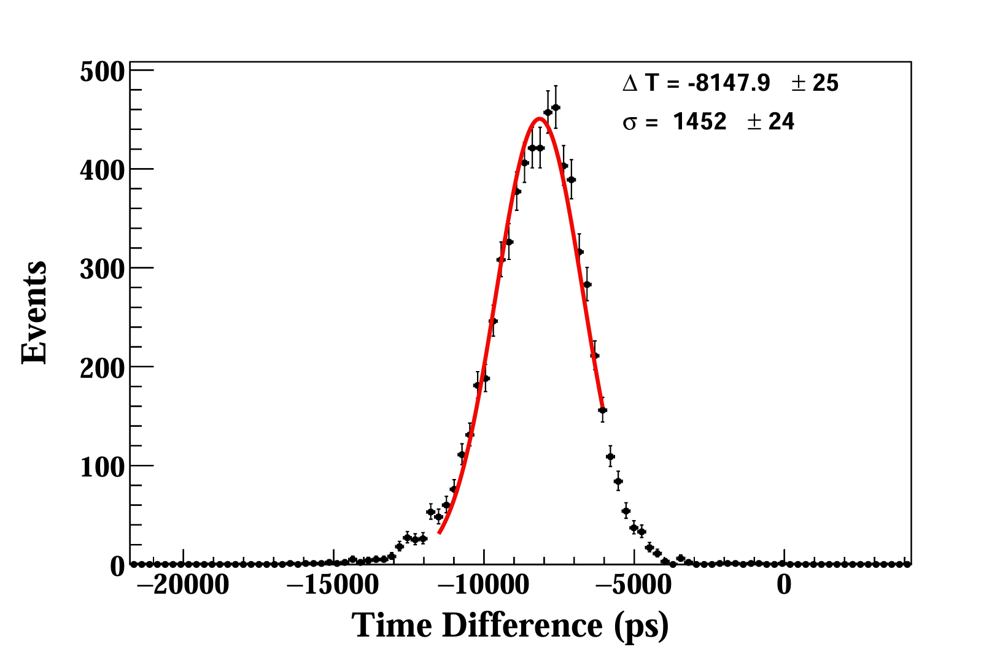 500
Δ T = -8147.9 ± 25
σ = 1452 ± 24
400
300
200
100
0
Events
−20000 −15000 −10000 −5000 0
Time Difference (ps)